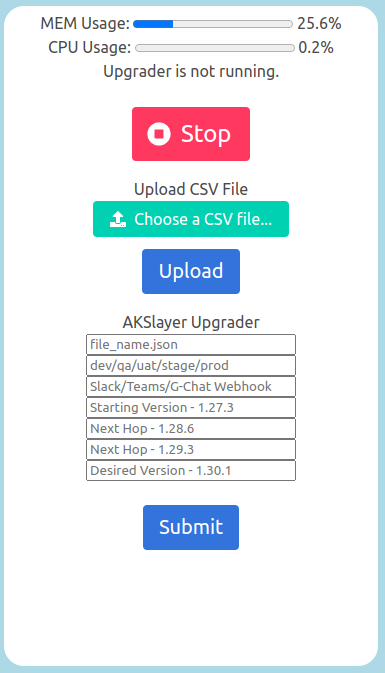 MEM Usage: 25.6%
CPU Usage: 0.2%
Upgrader is not running.
Stop
Upload CSV File
Choose a CSV file...
Upload
AKSlayer Upgrader
file_name.json
dev/qa/uat/stage/prod
Slack/Teams/G-Chat Webhook
Starting Version - 1.27.3
Next Hop - 1.28.6
Next Hop - 1.29.3
Desired Version - 1.30.1
Submit